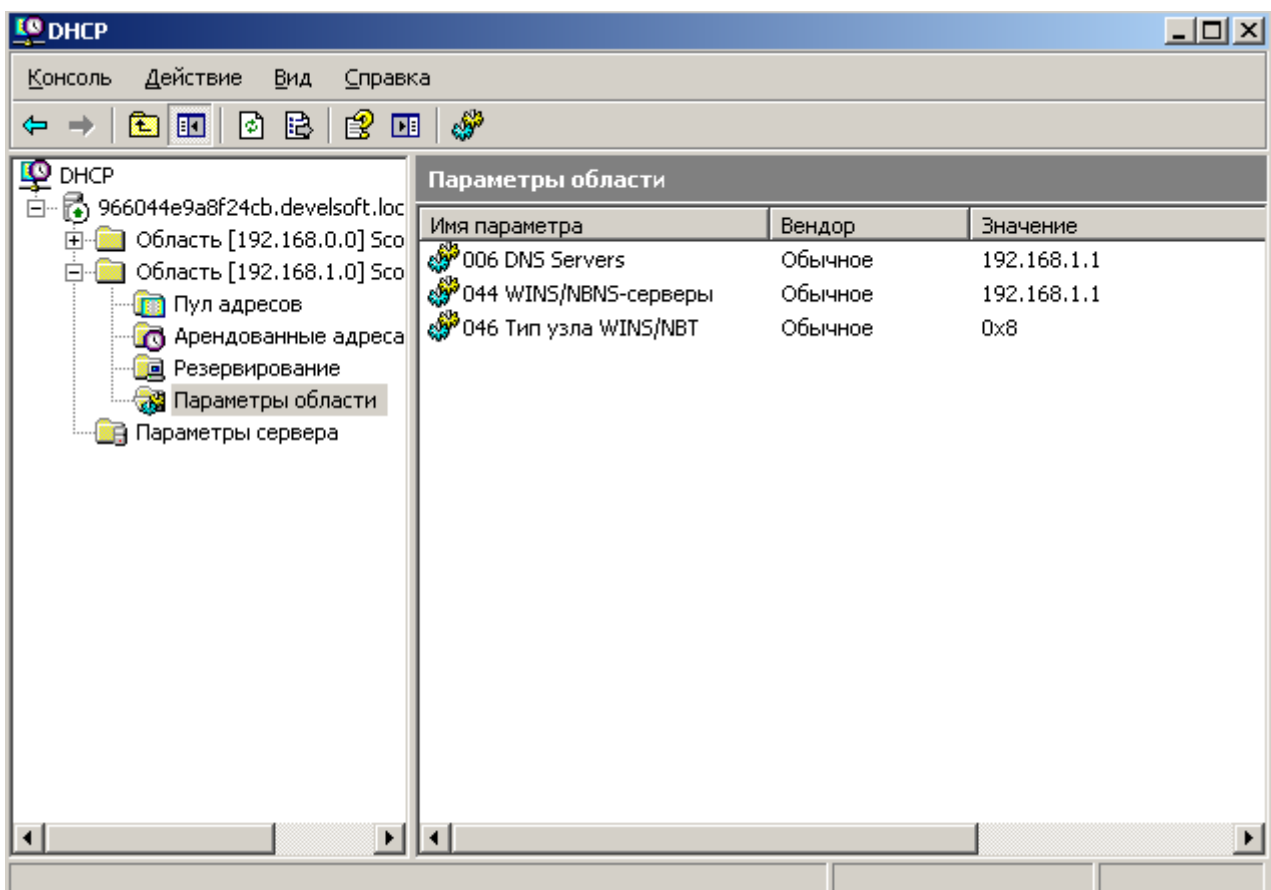 DHCP
Консоль Действие Вид Справка
DHCP
966044e9a8f24cb.develsoft.loc
Область [192.168.0.0] Sco
Область [192.168.1.0] Sco
Пул адресов
Арендованные адреса
Резервирование
Параметры области
Параметры сервера
Параметры области
Имя параметра Вендор Значение
006 DNS Servers Обычное 192.168.1.1
044 WINS/NBNS-серверы Обычное 192.168.1.1
046 Тип узла WINS/NBT Обычное 0x8